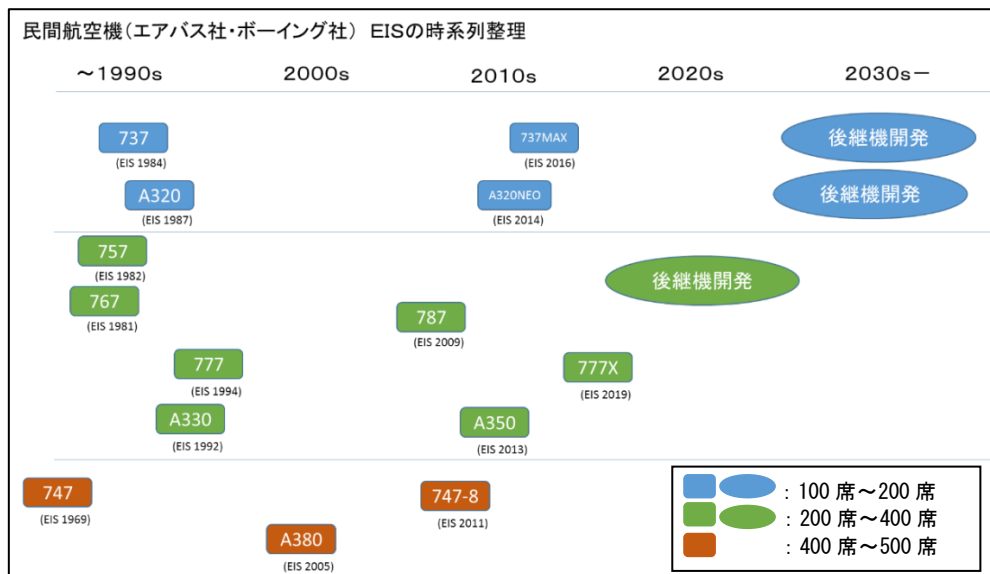 民間航空機(エアバス社・ボーイング社) EISの時系列整理
～1990s 2000s 2010s 2020s 2030s－
737 737MAX 後継機開発
(EIS 1984) (EIS 2016)
A320 A320NEO 後継機開発
(EIS 1987) (EIS 2014)
757 後継機開発
(EIS 1982)
767 787
(EIS 1981) (EIS 2009)
777 777X
(EIS 1994) (EIS 2019)
A330 A350
(EIS 1992) (EIS 2013)
747 747-8
(EIS 1969) (EIS 2011)
A380
(EIS 2005)
：100 席～200 席
：200 席～400 席
：400 席～500 席